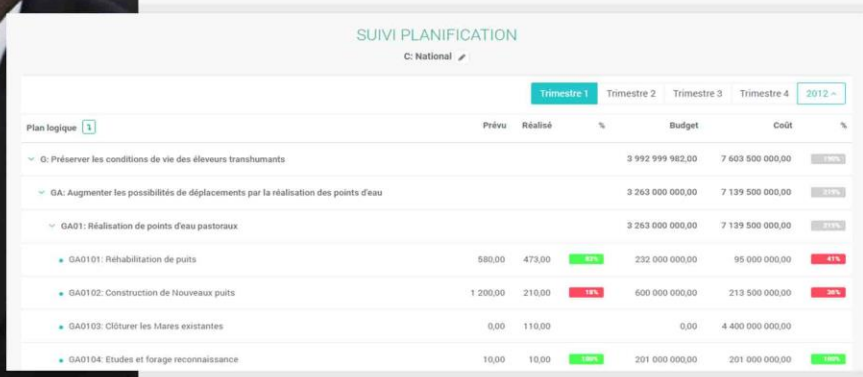 SUIVI PLANIFICATION
C: National
Trimestre 1 Trimestre 2 Trimestre 3 Trimestre 4 2012
Plan logique Prévu Réalisé % Budget Coût %
G: Préserver les conditions de vie des éleveurs transhumants 3 992 999 982,00 7 603 500 000,00 190%
GA: Augmenter les possibilités de déplacements par la réalisation des points d'eau 3 263 000 000,00 7 139 500 000,00 219%
GA01: Réalisation de points d'eau pastoraux 3 263 000 000,00 7 139 500 000,00 219%
GA0101: Réhabilitation de puits 580,00 473,00 232 000 000,00 95 000 000,00 41%
GA0102: Construction de Nouveaux puits 1 200,00 210,00 18% 600 000 000,00 213 500 000,00 36%
GA0103: Clôturer les Mares existantes 0,00 110,00 0,00 4 400 000 000,00
GA0104: Etudes et forage reconnaissance 10,00 10,00 100% 201 000 000,00 201 000 000,00 100%